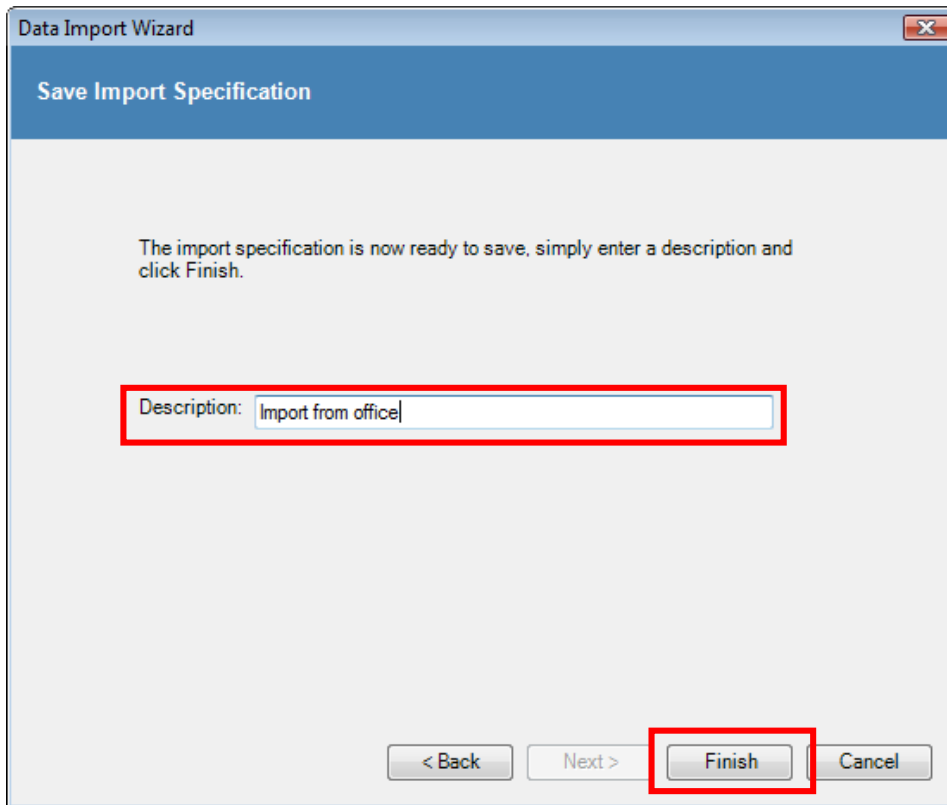 Data Import Wizard
Save Import Specification
The import specification is now ready to save, simply enter a description and
click Finish.
Description: Import from office
< Back Next > Finish Cancel